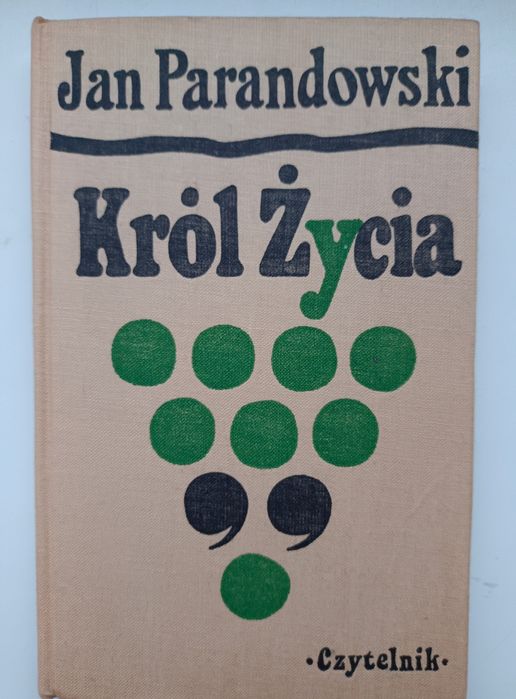 Jan Parandowski
Król Życia
·Czytelnik·